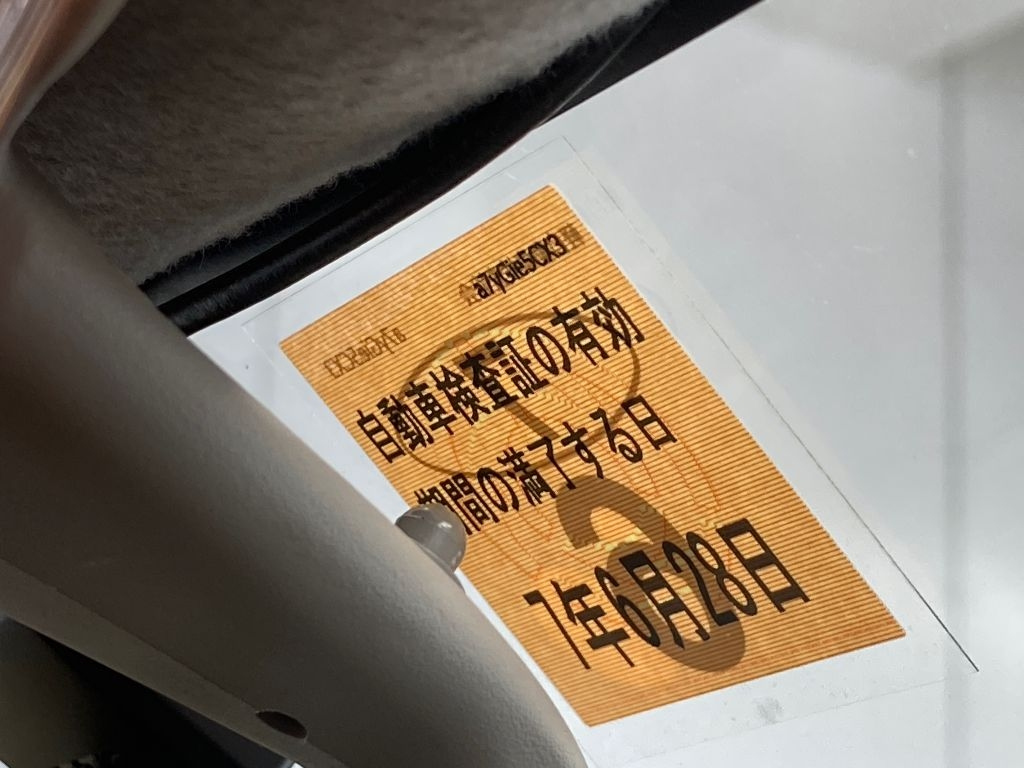 a7yGie5CX3
自動車検査証の有効
期間の満了する日
7年6月28日